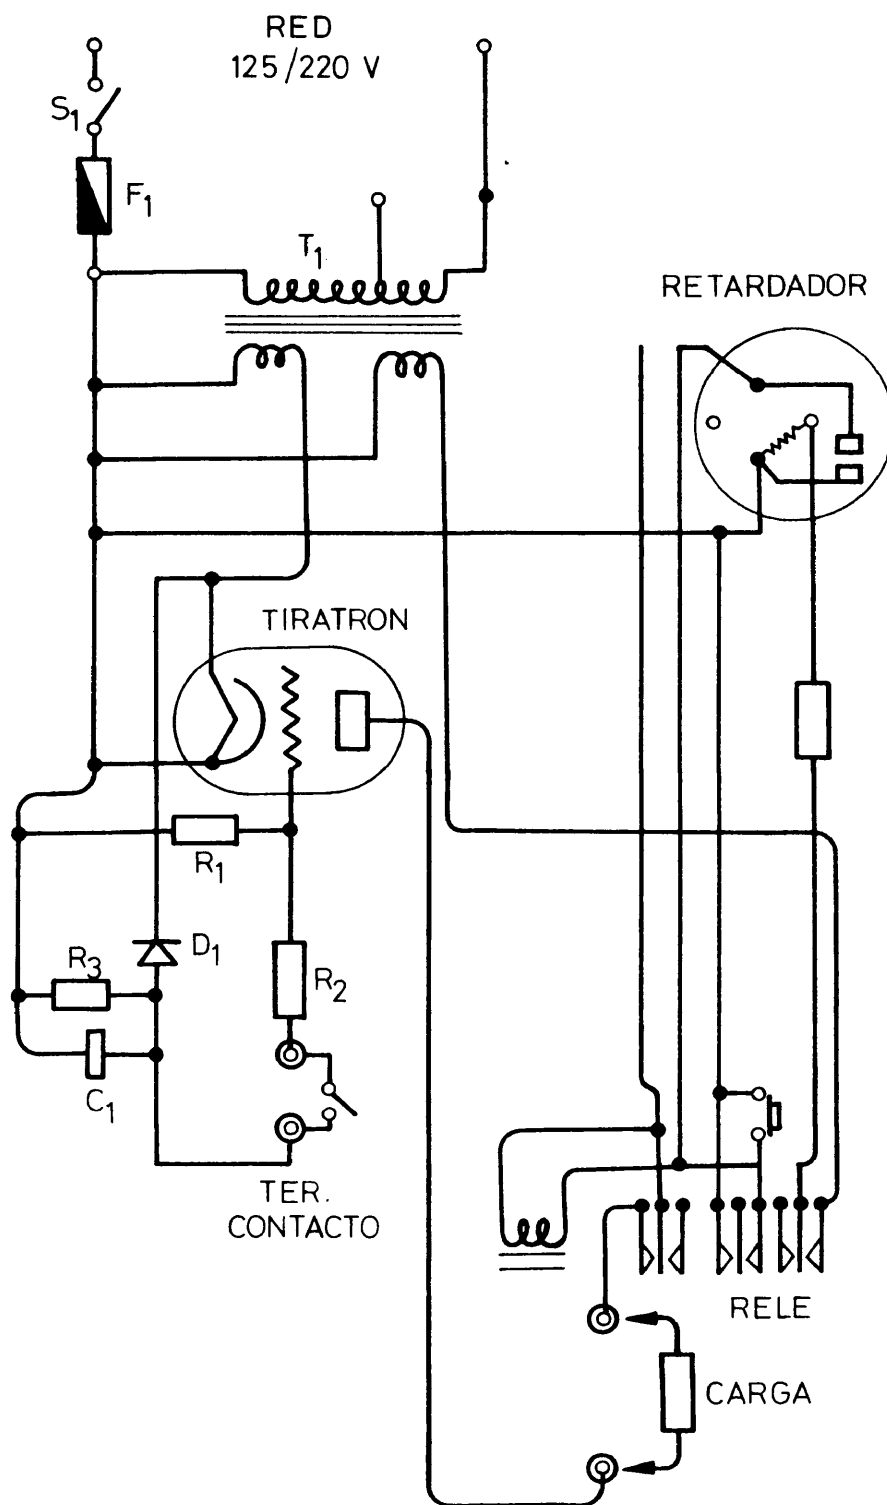 RED
125/220 V
S1
F1
T1
RETARDADOR
TIRATRON
R1
D1
R3
R2
C1
TER.
CONTACTO
RELE
CARGA